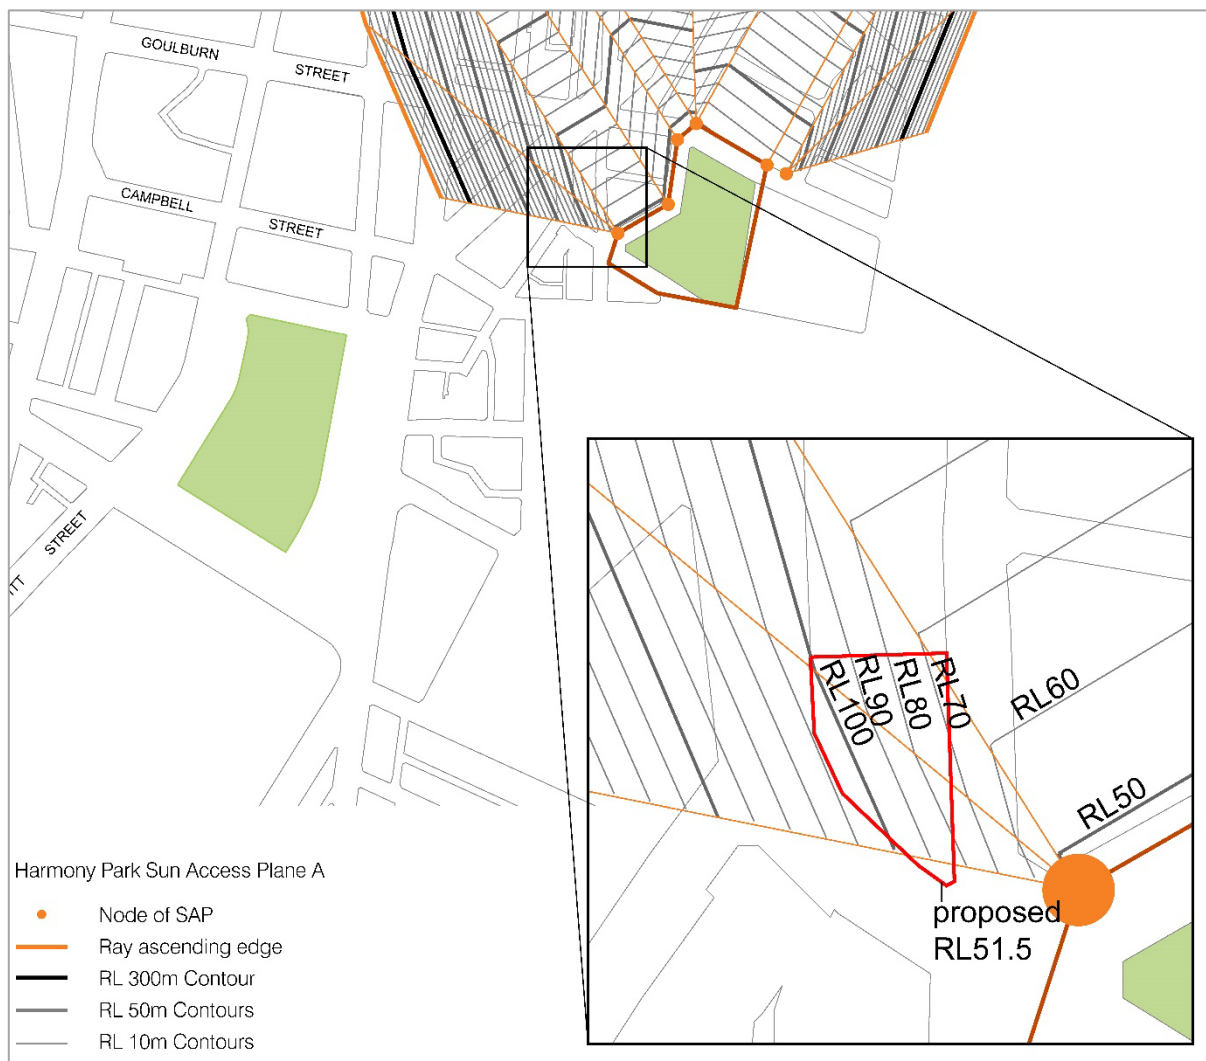 GOULBURN
STREET
CAMPBELL
STREET
STREET
TT
RL100
RL90
RL80
RL70
RL60
RL50
proposed
RL51.5
Harmony Park Sun Access Plane A
Node of SAP
Ray ascending edge
RL 300m Contour
RL 50m Contours
RL 10m Contours